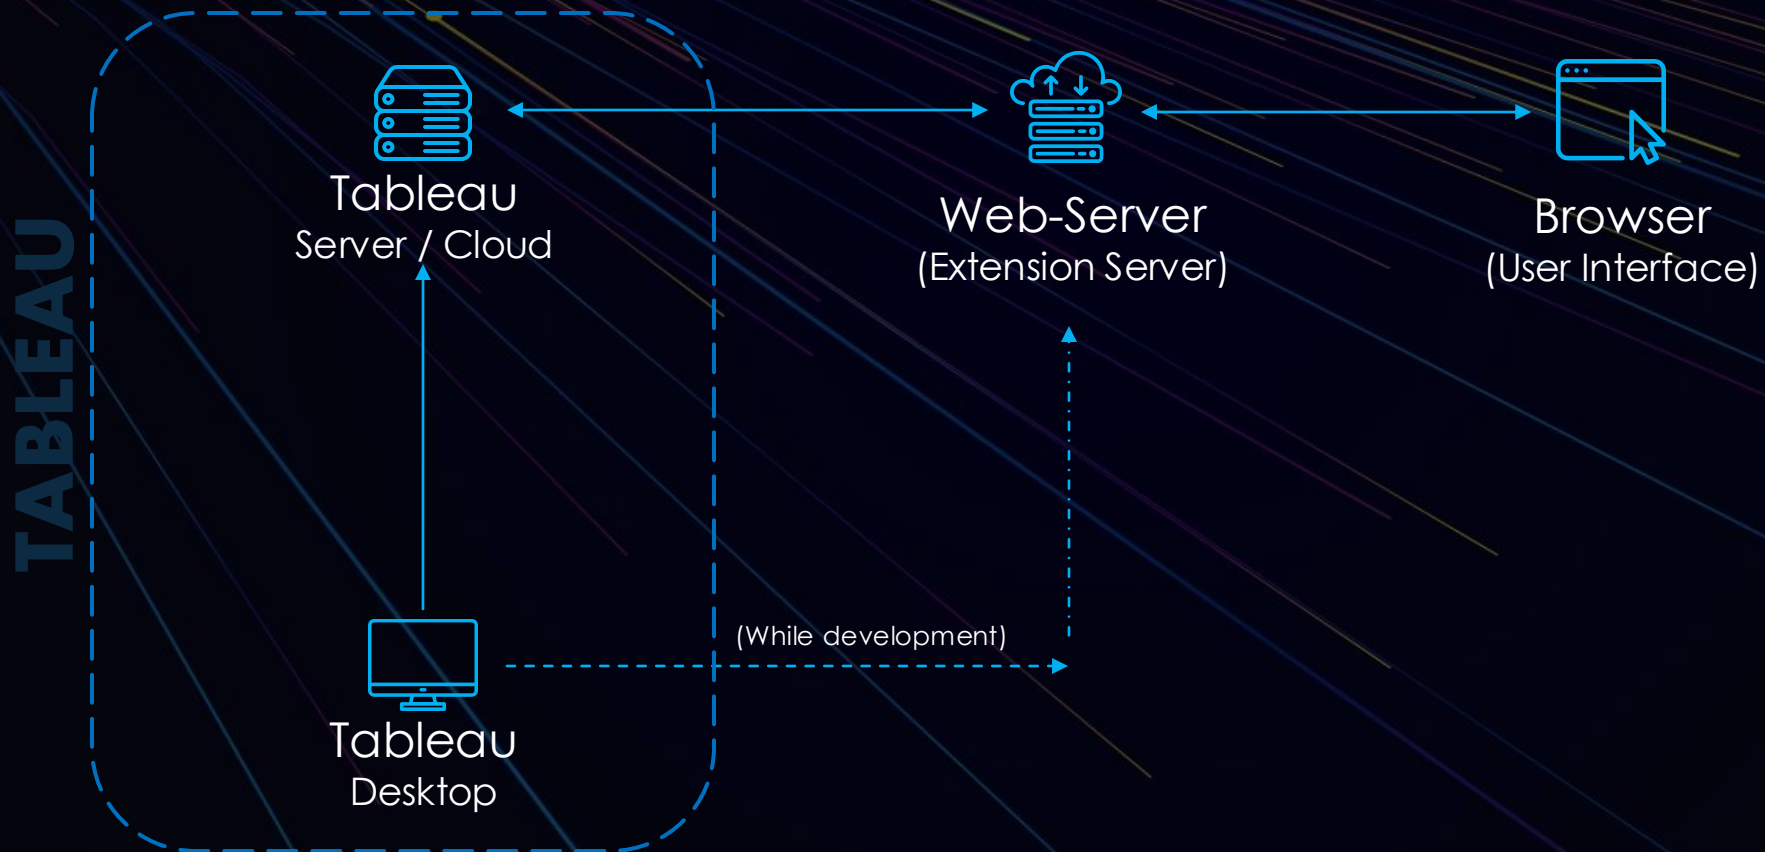 TABLEAU
Tableau
Server / Cloud
Web-Server
(Extension Server)
Browser
(User Interface)
(While development)
Tableau
Desktop